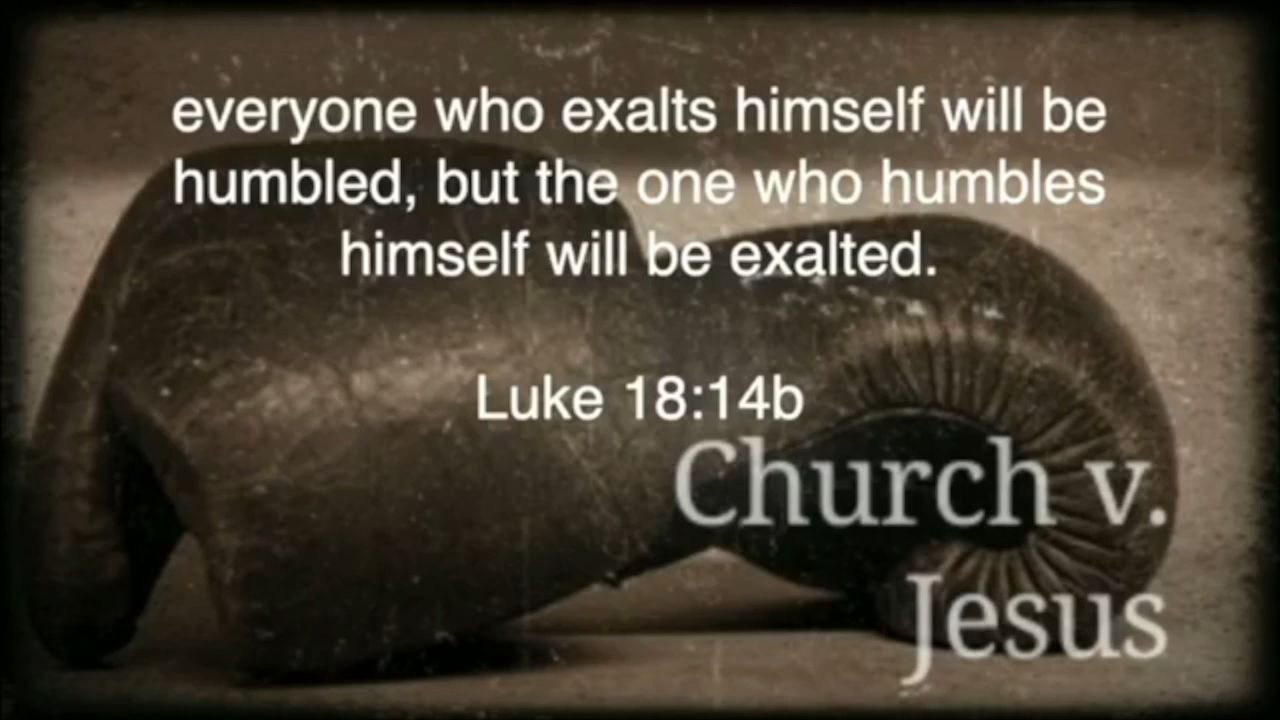 everyone who exalts himself will be
humbled, but the one who humbles
himself will be exalted.
Luke 18:14b
Church v.
Jesus